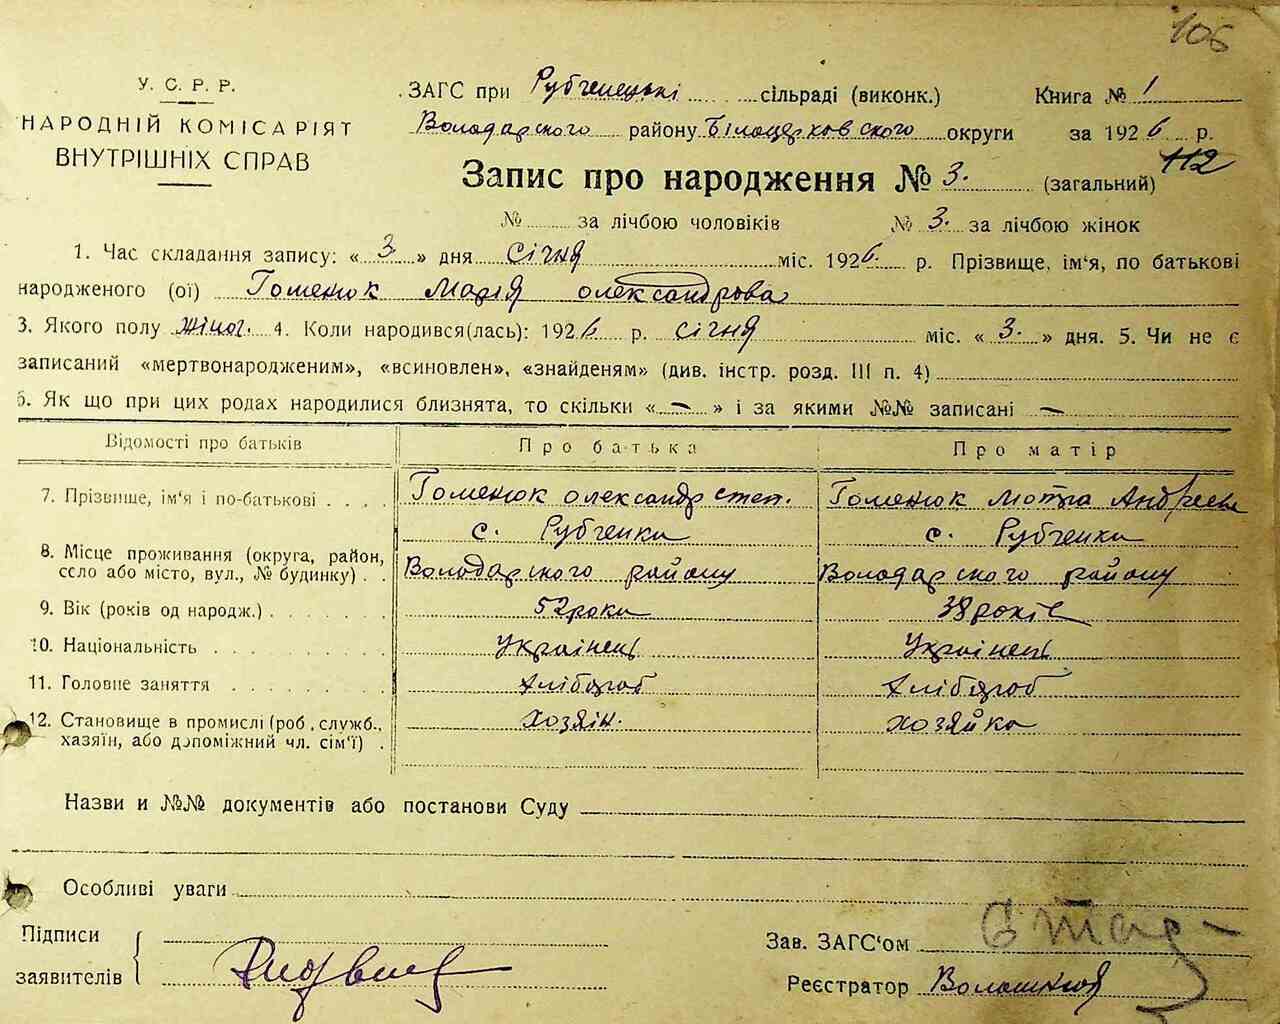 106
У. С. Р. Р.
НАРОДНІЙ КОМІСАРІЯТ
ВНУТРІШНІХ СПРАВ
ЗАГС при Рубченецькі сільраді (виконк.) Книга № 1
Володарского району Білоцерковского округи за 1926 р.
Запис про народження № 3. (загальний) 112
№ за лічбою чоловіків № 3. за лічбою жінок
1. Час складання запису: « 3 » дня січня міс. 1926 р. Прізвище, ім'я, по батькові
народженого (ої) Гоменюк Марія олександрова
3. Якого полу жіноч. 4. Коли народився(лась): 1926 р. січня міс. « 3. » дня. 5. Чи не є
записаний «мертвонародженим», «всиновлен», «знайденям» (див. інстр. розд. III п. 4)
6. Як що при цих родах народилися близнята, то скільки « — » і за якими №№ записані —
Відомості про батьків Про батька Про матір
7. Прізвище, ім'я і по-батькові Гоменюк олександр степ. Гоменюк Мотра Андреев
с. Рубченки с. Рубченки
8. Місце проживання (округа, район,
село або місто, вул., № будинку) Володарского району Володарского району
9. Вік (років од народж.) 52 роки 38 років
10. Національність Українець Українець
11. Головне заняття хлібороб хлібороб
12. Становище в промислі (роб., служб., хозяін. хозяйка
хазяїн, або допоміжний чл. сім'ї)
Назви и №№ документів або постанови Суду
Особливі уваги
Підписи
заявителів
Зав. ЗАГС'ом
Реєстратор